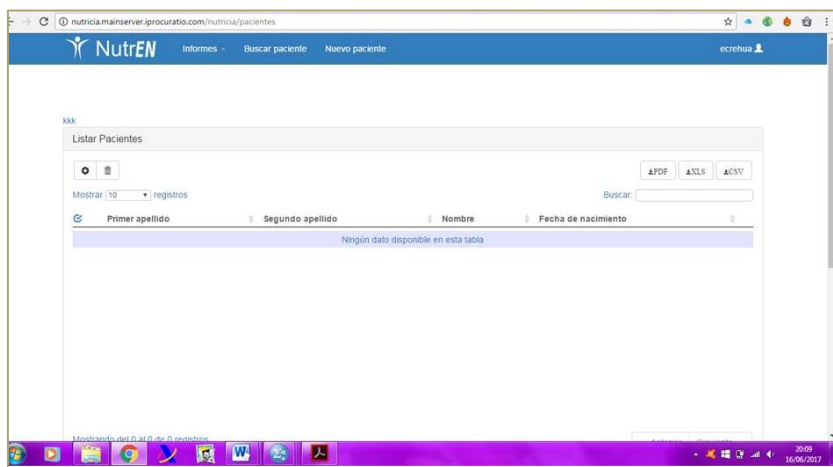 nutricia.mainserver.iprocuratio.com/nutricia/pacientes
NutrEN Informes Buscar paciente Nuevo paciente ecrehua
kkk
Listar Pacientes
PDF XLS CSV
Mostrar 10 registros Buscar:
Primer apellido Segundo apellido Nombre Fecha de nacimiento
Ningún dato disponible en esta tabla
Mostrando del 0 al 0 de 0 registros
20:09
16/06/2017